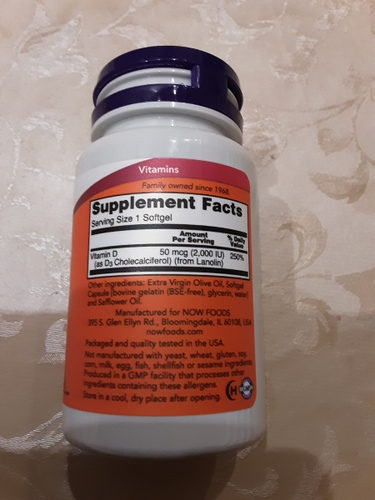 Vitamins
Family owned since 1968
Supplement Facts
Serving Size 1 Softgel
Amount Per Serving
% Daily Value
Vitamin D 50 mcg (2,000 IU) 250%
(as D3 Cholecalciferol) (from Lanolin)
Other ingredients: Extra Virgin Olive Oil, Softgel
Capsule [bovine gelatin (BSE-free), glycerin, water]
and Safflower Oil.
Manufactured for NOW FOODS
395 S. Glen Ellyn Rd., Bloomingdale, IL 60108, USA
nowfoods.com
Packaged and quality tested in the USA.
Not manufactured with yeast, wheat, gluten, soy,
corn, milk, egg, fish, shellfish or sesame ingredients.
Produced in a GMP facility that processes other
ingredients containing these allergens.
Store in a cool, dry place after opening.